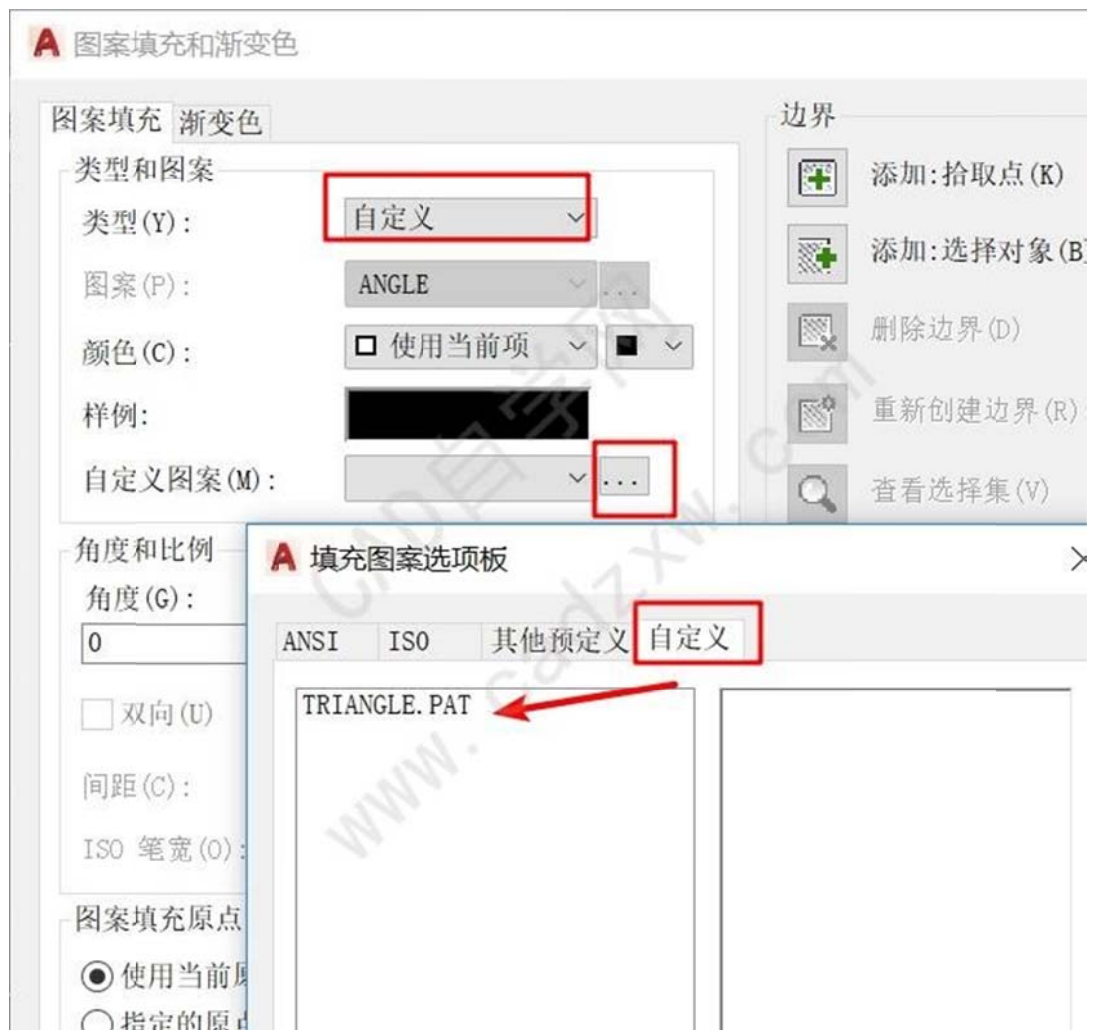 图案填充和渐变色
图案填充 渐变色
类型和图案
类型(Y):
自定义
图案(P):
ANGLE
...
颜色(C):
使用当前项
样例:
自定义图案(M):
...
边界
添加:拾取点(K)
添加:选择对象(B)
删除边界(D)
重新创建边界(R)
查看选择集(V)
角度和比例
角度(G):
0
双向(U)
间距(C):
ISO 笔宽(O):
图案填充原点
使用当前原
指定的原点
填充图案选项板
ANSI ISO 其他预定义 自定义
TRIANGLE.PAT
CAD自学网
www.cadzxw.com